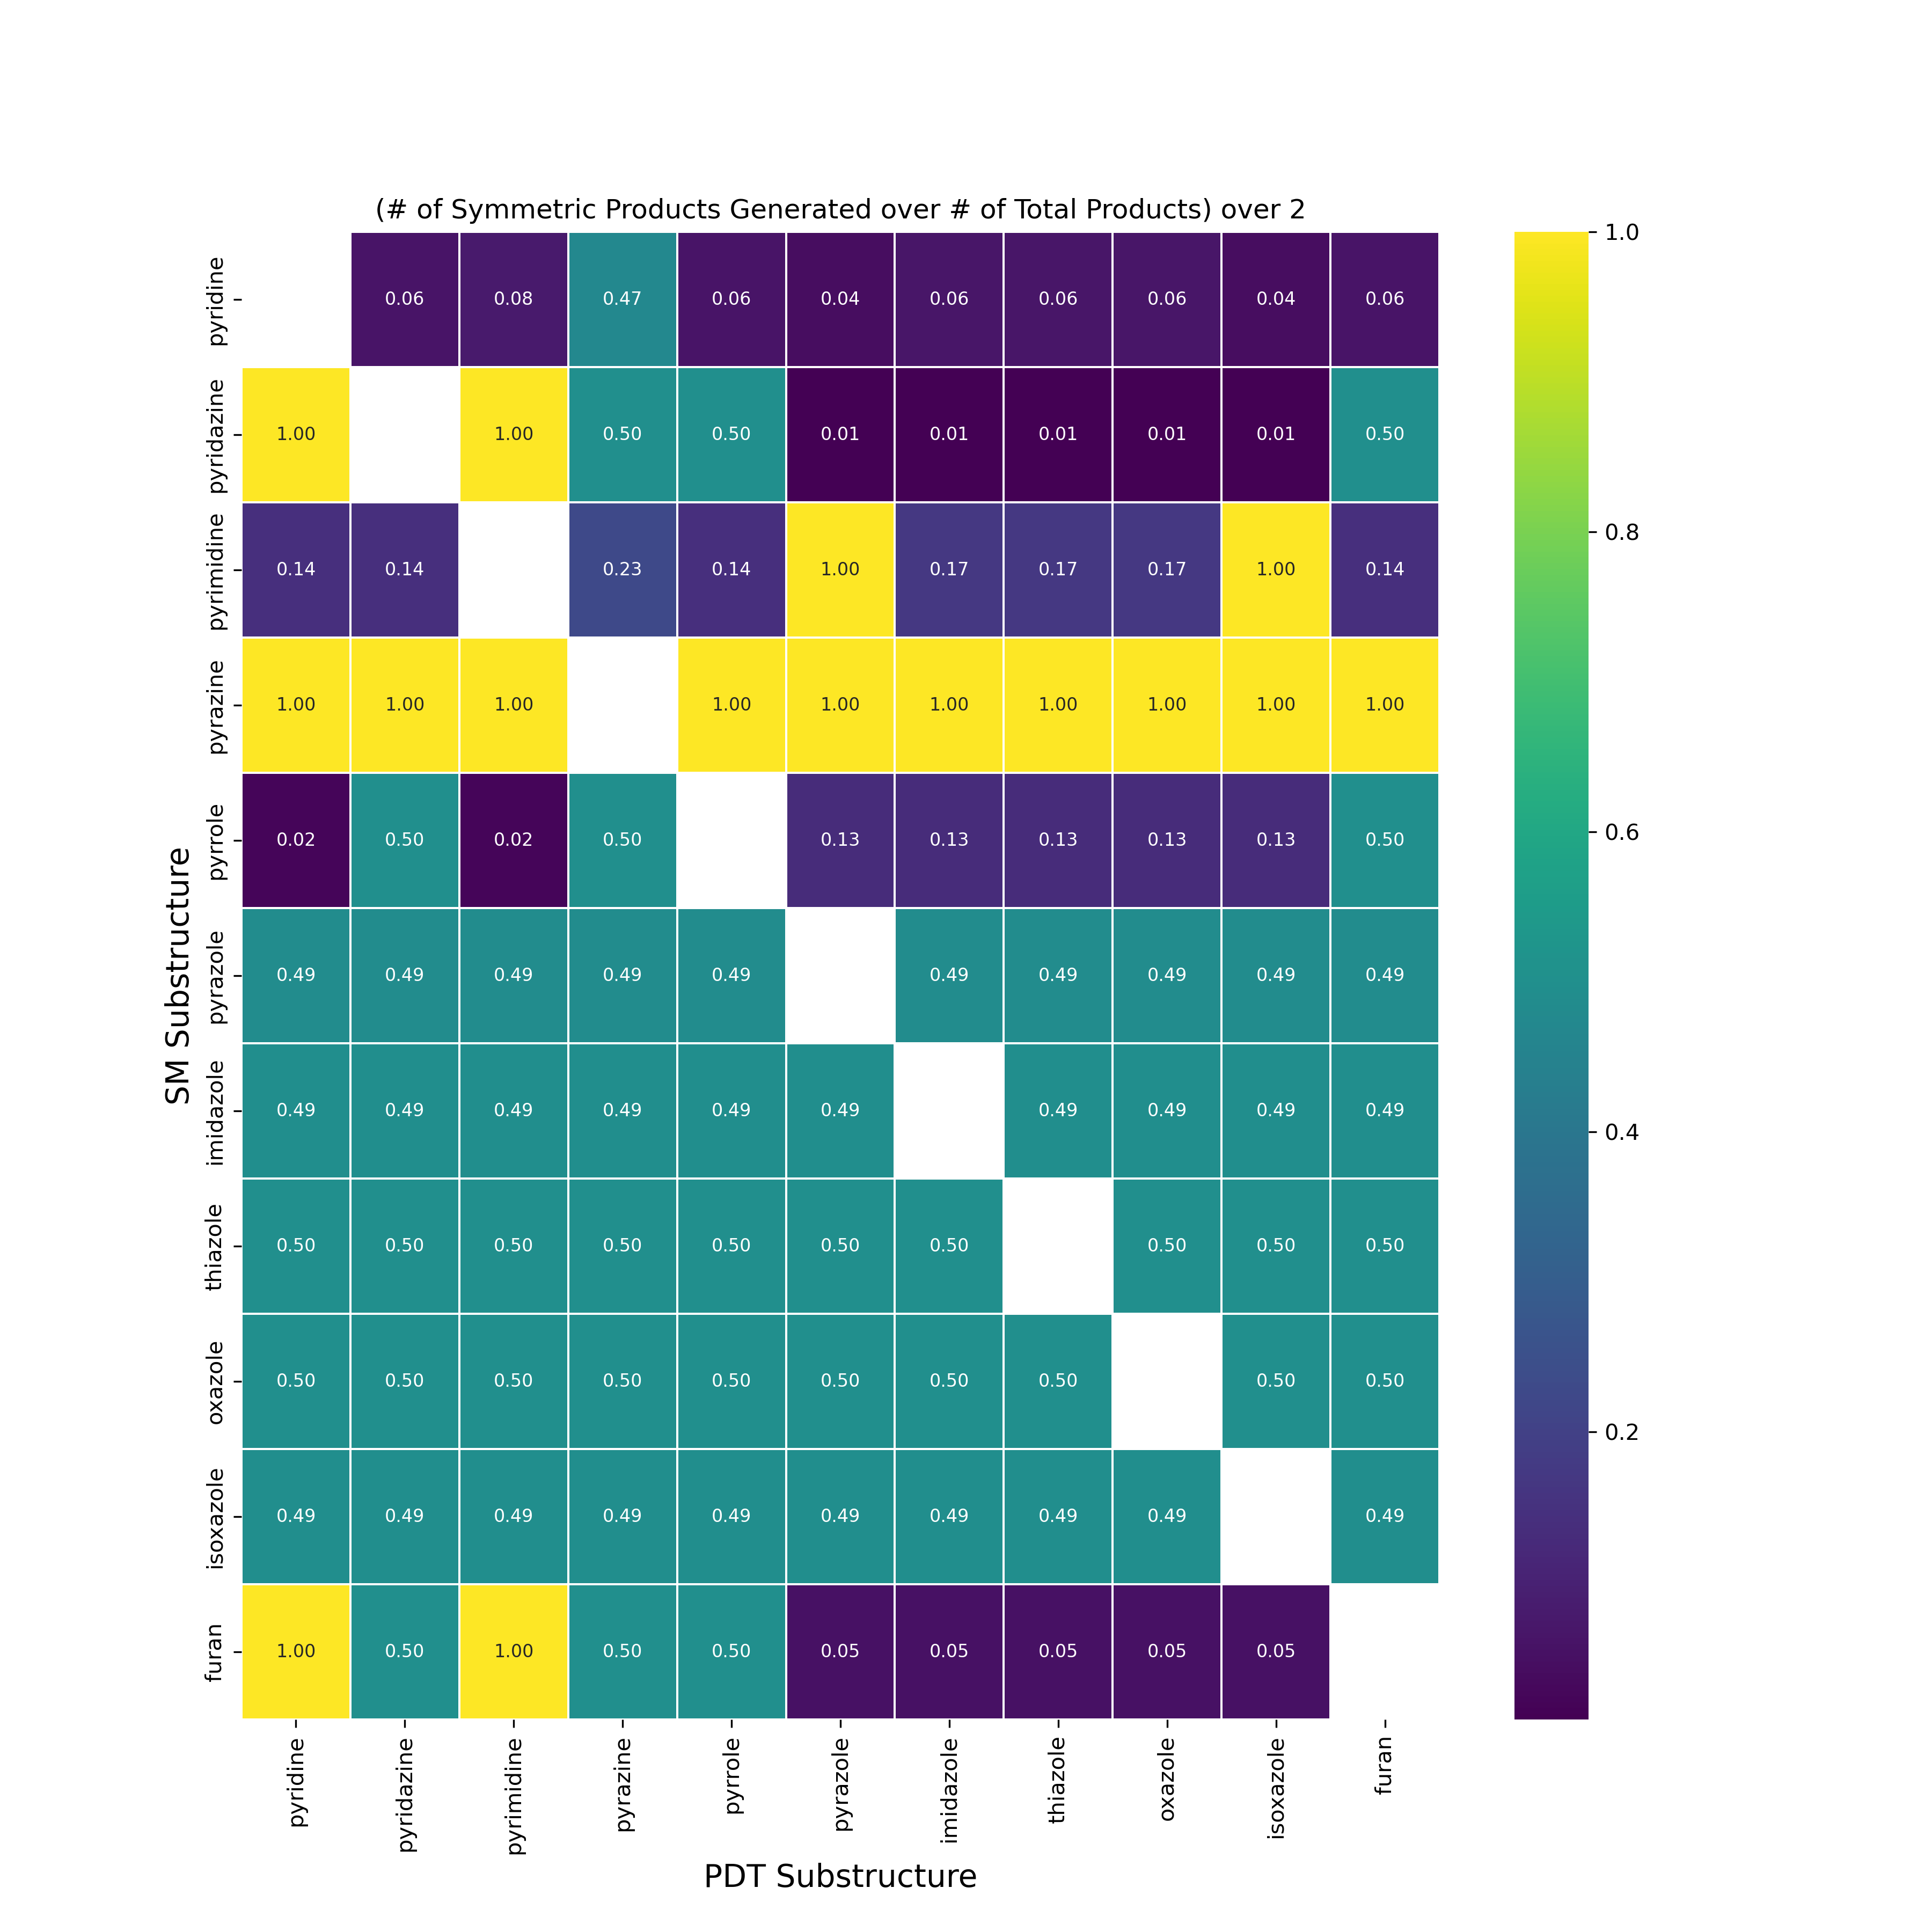 (# of Symmetric Products Generated over # of Total Products) over 2
SM Substructure
pyridine 0.06 0.08 0.47 0.06 0.04 0.06 0.06 0.06 0.04 0.06
pyridazine 1.00 1.00 0.50 0.50 0.01 0.01 0.01 0.01 0.01 0.50
pyrimidine 0.14 0.14 0.23 0.14 1.00 0.17 0.17 0.17 1.00 0.14
pyrazine 1.00 1.00 1.00 1.00 1.00 1.00 1.00 1.00 1.00 1.00
pyrrole 0.02 0.50 0.02 0.50 0.13 0.13 0.13 0.13 0.13 0.50
pyrazole 0.49 0.49 0.49 0.49 0.49 0.49 0.49 0.49 0.49 0.49
imidazole 0.49 0.49 0.49 0.49 0.49 0.49 0.49 0.49 0.49 0.49
thiazole 0.50 0.50 0.50 0.50 0.50 0.50 0.50 0.50 0.50 0.50
oxazole 0.50 0.50 0.50 0.50 0.50 0.50 0.50 0.50 0.50 0.50
isoxazole 0.49 0.49 0.49 0.49 0.49 0.49 0.49 0.49 0.49 0.49
furan 1.00 0.50 1.00 0.50 0.50 0.05 0.05 0.05 0.05 0.05
pyridine pyridazine pyrimidine pyrazine pyrrole pyrazole imidazole thiazole oxazole isoxazole furan
PDT Substructure
1.0
0.8
0.6
0.4
0.2